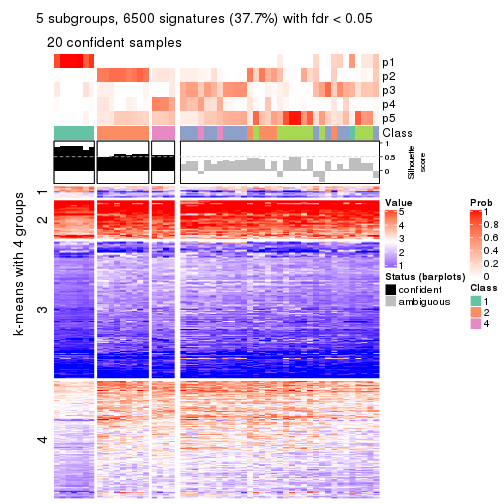 5 subgroups, 6500 signatures (37.7%) with fdr < 0.05
20 confident samples
p1
p2
p3
p4
p5
Class
1
0.5
0
Silhouette
score
k-means with 4 groups
1
2
3
4
Value
5
4
3
2
1
Status (barplots)
confident
ambiguous
Prob
1
0.8
0.6
0.4
0.2
0
Class
1
2
4